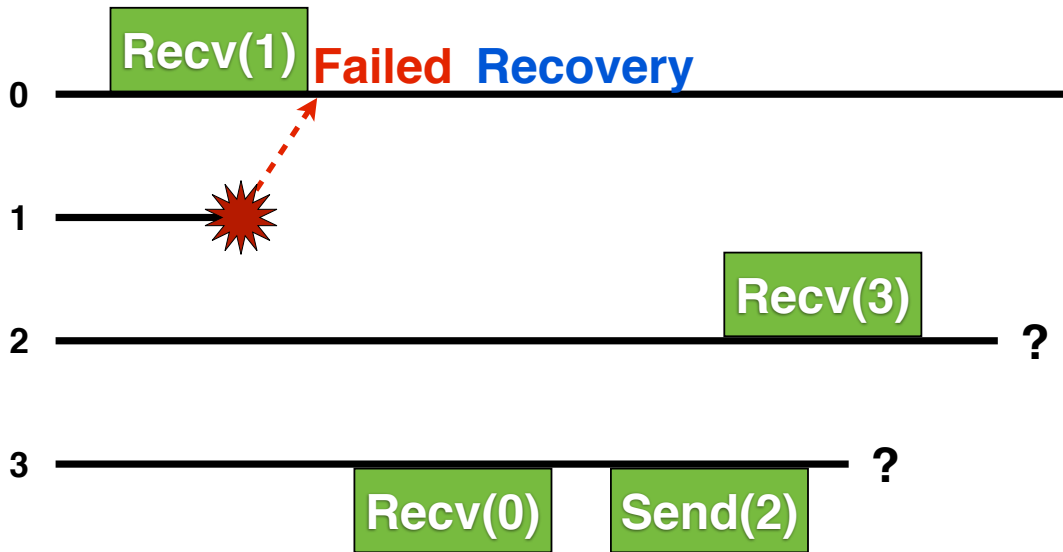 Recv(1)
Failed Recovery
0
1
Recv(3)
2 ?
3 ?
Recv(0) Send(2)